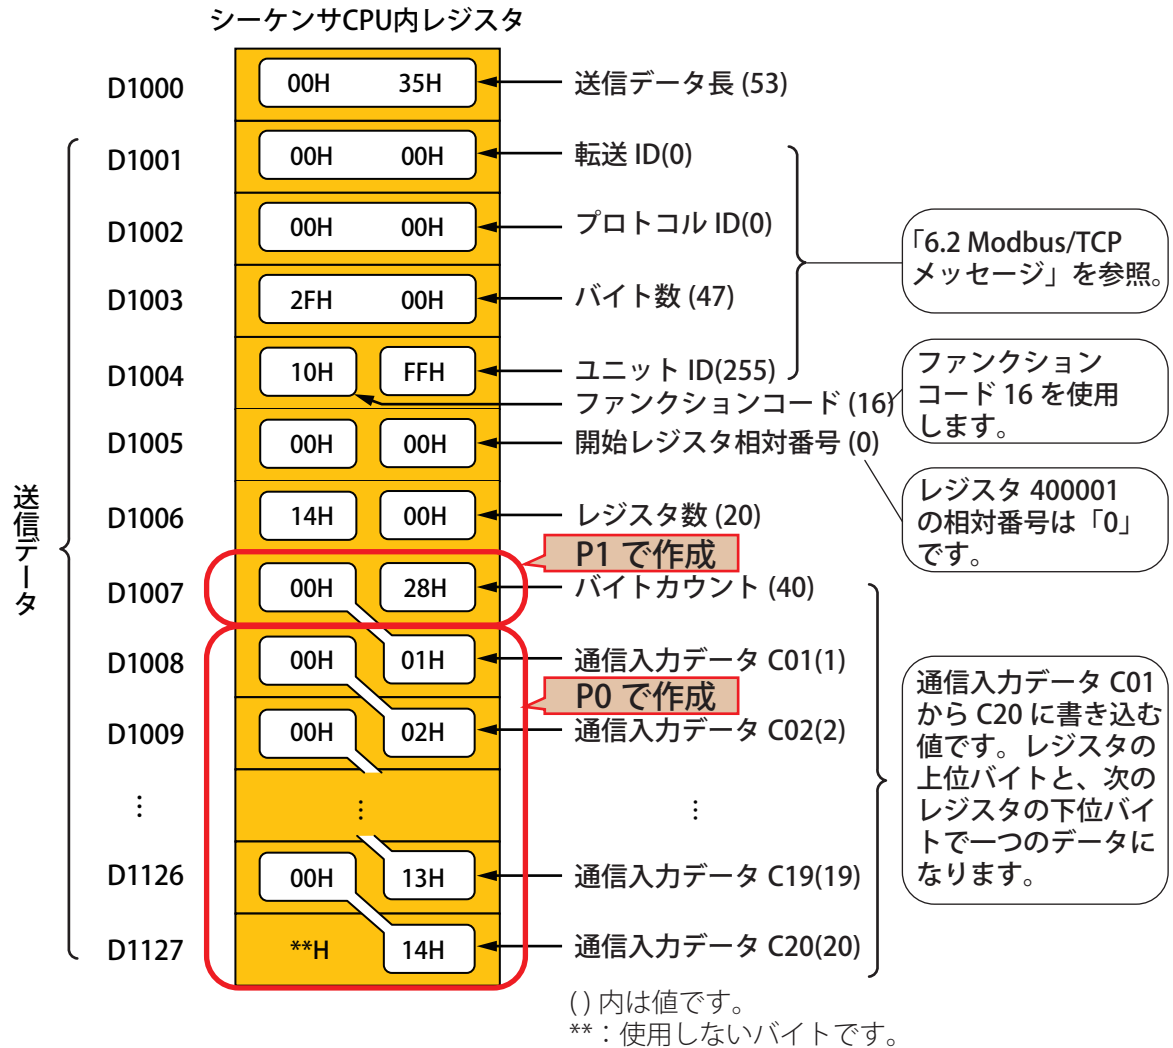 シーケンサCPU内レジスタ
D1000 00H 35H 送信データ長 (53)
D1001 00H 00H 転送 ID(0)
D1002 00H 00H プロトコル ID(0)
D1003 2FH 00H バイト数 (47)
「6.2 Modbus/TCP
メッセージ」を参照。
D1004 10H FFH ユニット ID(255)
ファンクションコード (16)
ファンクション
コード 16 を使用
します。
D1005 00H 00H 開始レジスタ相対番号 (0)
レジスタ 400001
の相対番号は「0」
です。
D1006 14H 00H レジスタ数 (20)
P1 で作成
D1007 00H 28H バイトカウント (40)
D1008 00H 01H 通信入力データ C01(1)
P0 で作成
D1009 00H 02H 通信入力データ C02(2)
⋮ ⋮ ⋮
D1126 00H 13H 通信入力データ C19(19)
D1127 **H 14H 通信入力データ C20(20)
送信データ
通信入力データ C01
から C20 に書き込む
値です。レジスタの
上位バイトと、次の
レジスタの下位バイ
トで一つのデータに
なります。
( ) 内は値です。
**：使用しないバイトです。